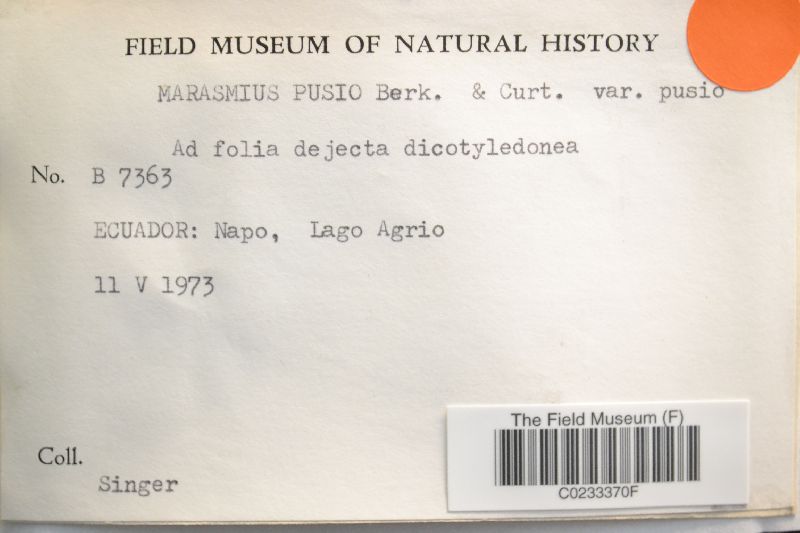 FIELD MUSEUM OF NATURAL HISTORY
MARASMIUS PUSIO Berk. & Curt. var. pusio
Ad folia dejecta dicotyledonea
No. B 7363
ECUADOR: Napo, Lago Agrio
11 V 1973
Coll.
Singer
The Field Museum (F)
C0233370F